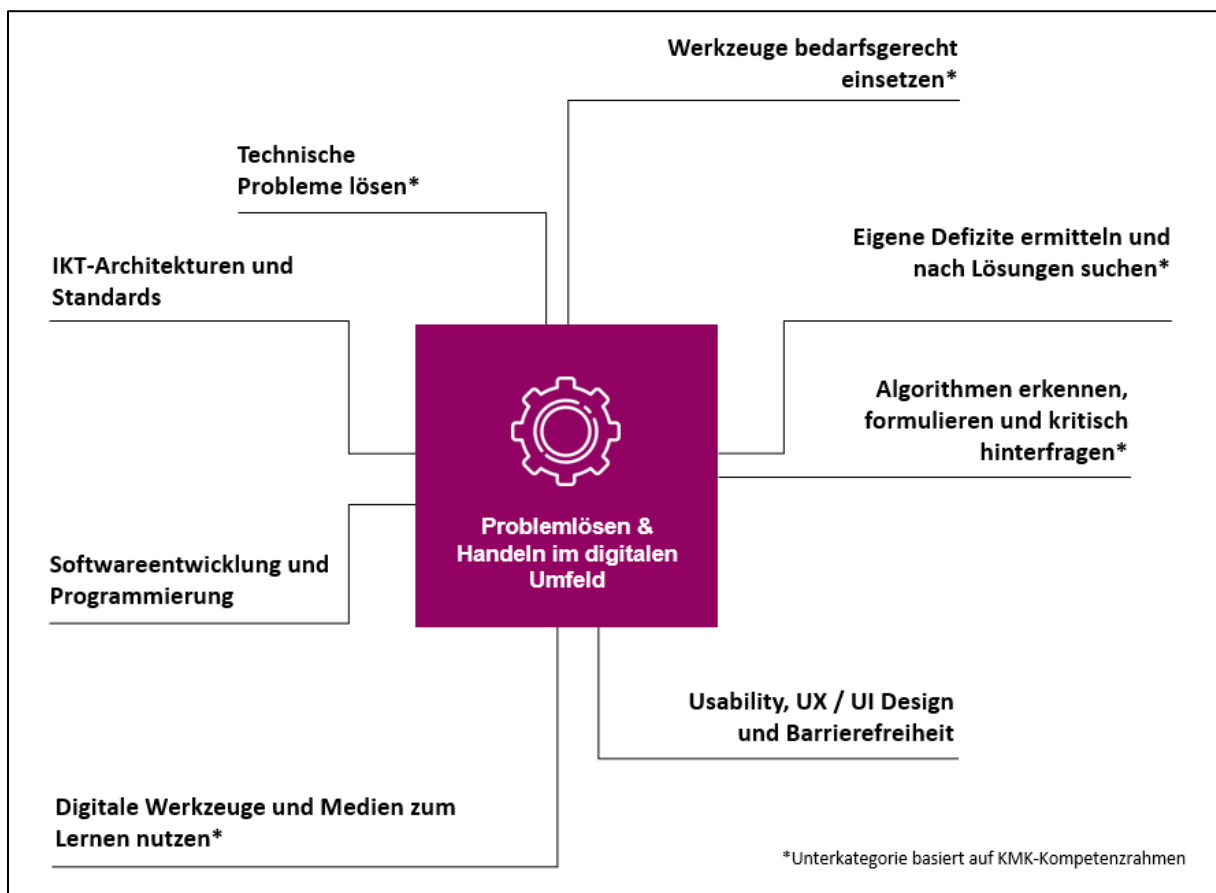 Werkzeuge bedarfsgerecht
einsetzen*
Technische
Probleme lösen*
Eigene Defizite ermitteln und
nach Lösungen suchen*
IKT-Architekturen und
Standards
Algorithmen erkennen,
formulieren und kritisch
hinterfragen*
Problemlösen &
Handeln im digitalen
Umfeld
Softwareentwicklung und
Programmierung
Usability, UX / UI Design
und Barrierefreiheit
Digitale Werkzeuge und Medien zum
Lernen nutzen*
*Unterkategorie basiert auf KMK-Kompetenzrahmen